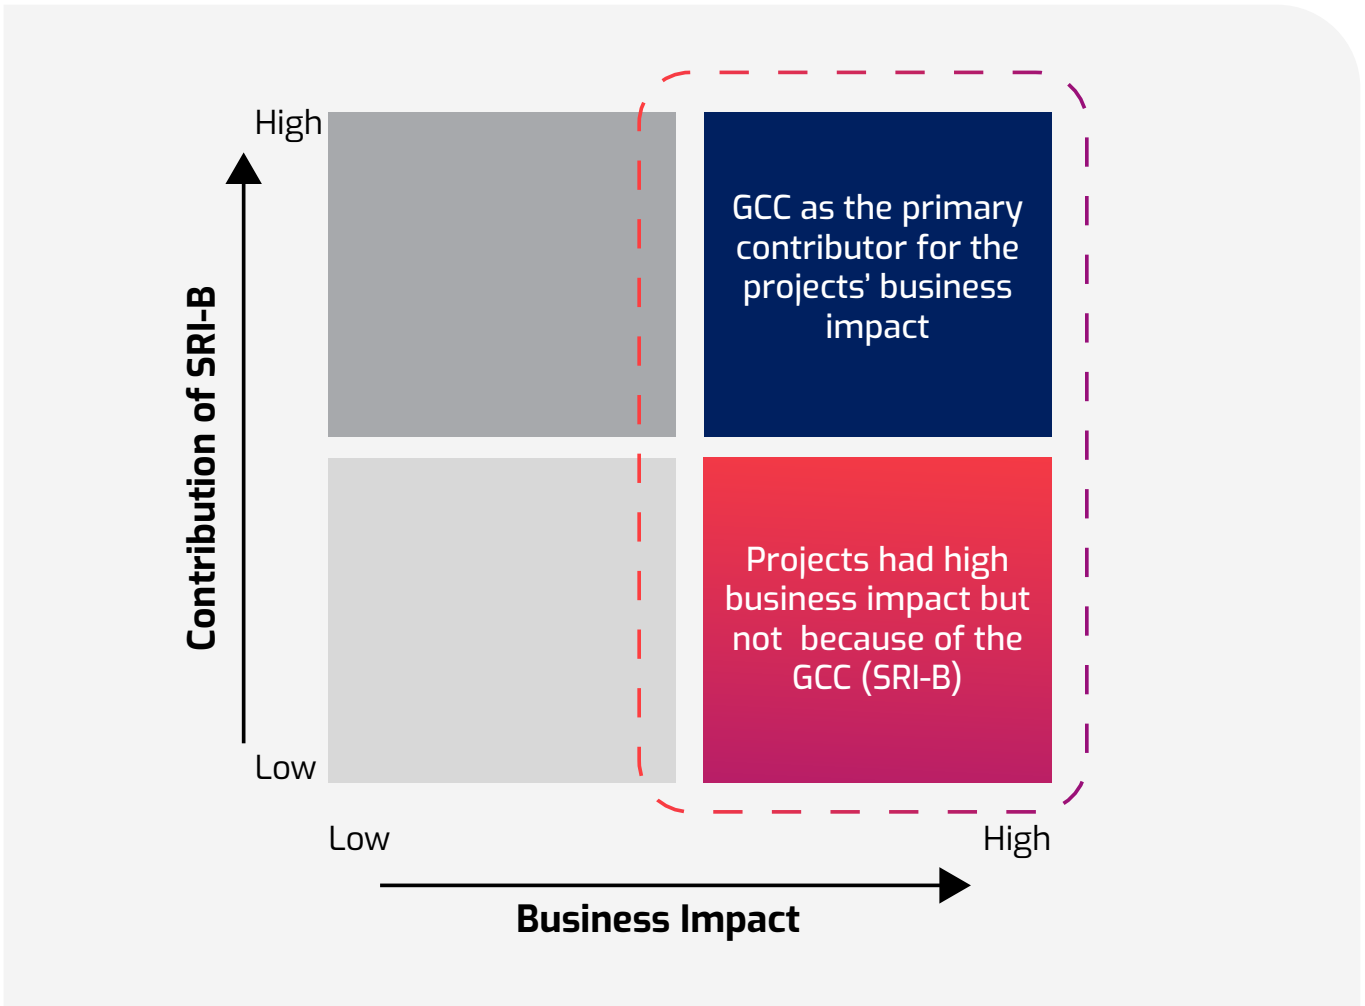 High
GCC as the primary
contributor for the
projects’ business
impact
Contribution of SRI-B
Projects had high
business impact but
not  because of the
GCC (SRI-B)
Low
Low
High
Business Impact